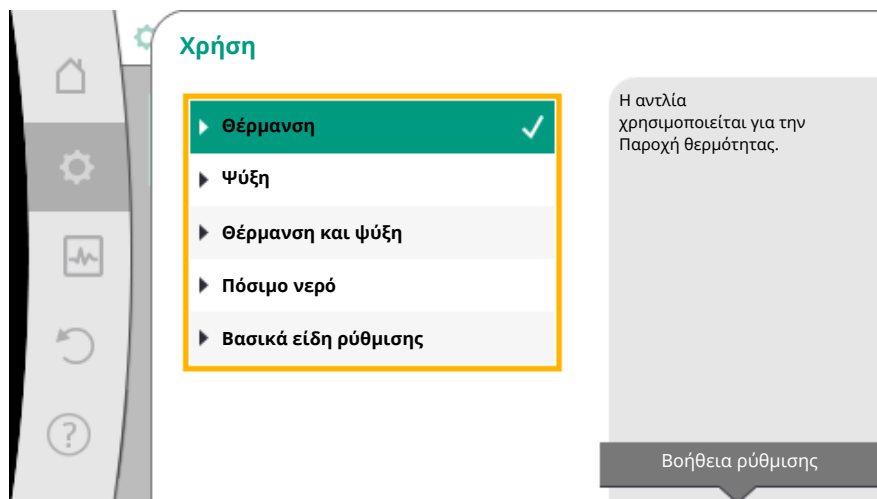 Χρήση
Θέρμανση
Ψύξη
Θέρμανση και ψύξη
Πόσιμο νερό
Βασικά είδη ρύθμισης
Η αντλία
χρησιμοποιείται για την
Παροχή θερμότητας.
Βοήθεια ρύθμισης
?